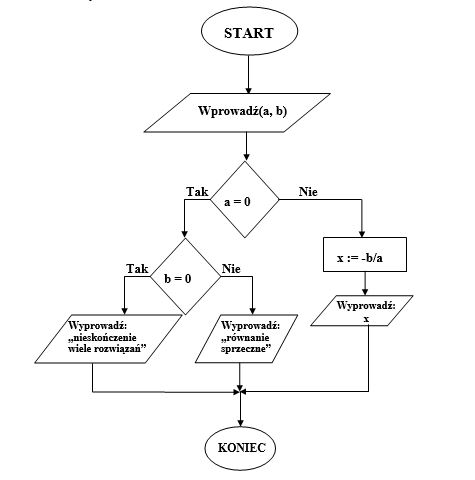 START
Wprowadź(a, b)
Tak
Nie
a = 0
x := -b/a
Tak
Nie
b = 0
Wyprowadź:
„nieskończenie
wiele rozwiązań”
Wyprowadź:
„równanie
sprzeczne”
Wyprowadź:
x
KONIEC